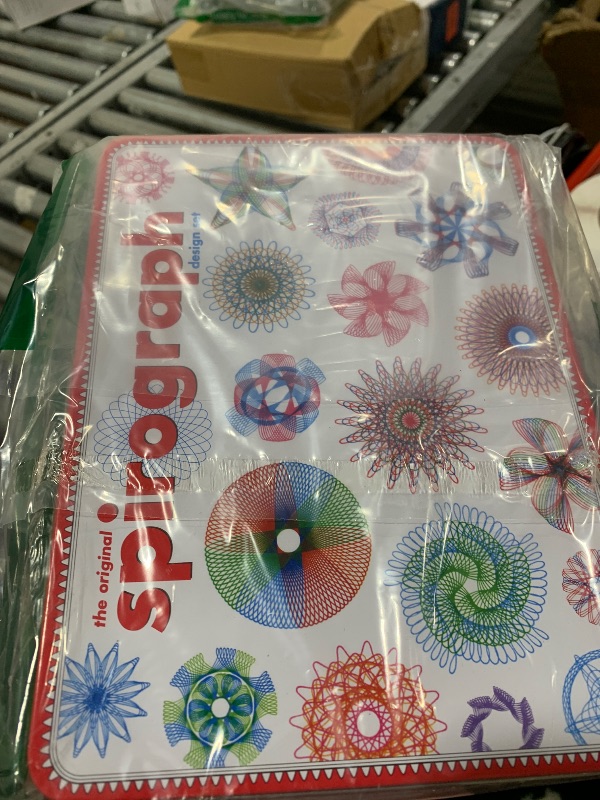 the original
spirograph
design set